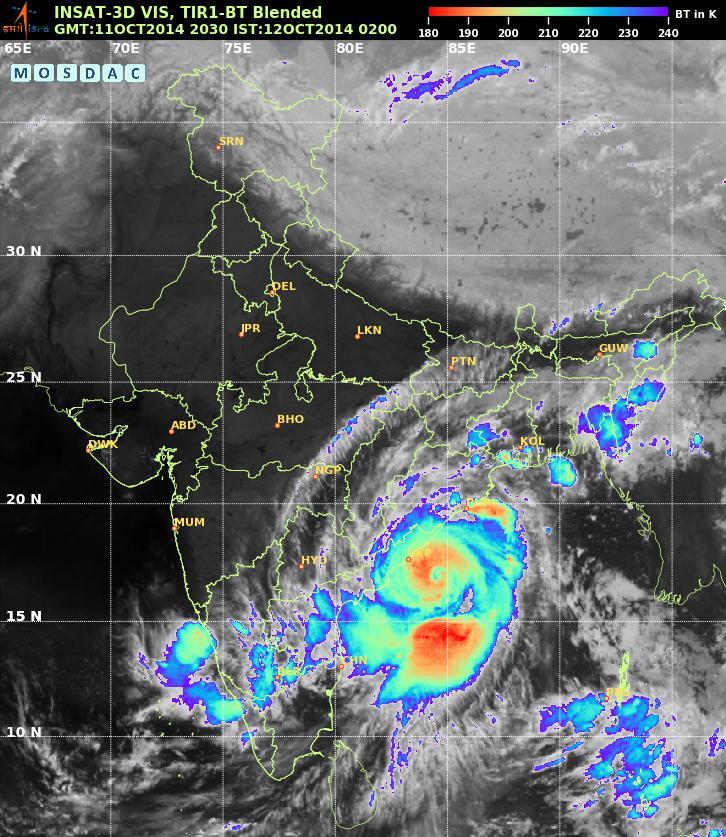 INSAT-3D VIS, TIR1-BT Blended
GMT:11OCT2014 2030 IST:12OCT2014 0200
BT in K
180 190 200 210 220 230 240
65E 70E 75E 80E 85E 90E
MOSDAC
SRN
30 N
DEL
JPR
LKN
GUW
PTN
25 N
ABD
BHO
DWK
KOL
NGP
20 N
MUM
HYD
15 N
10 N